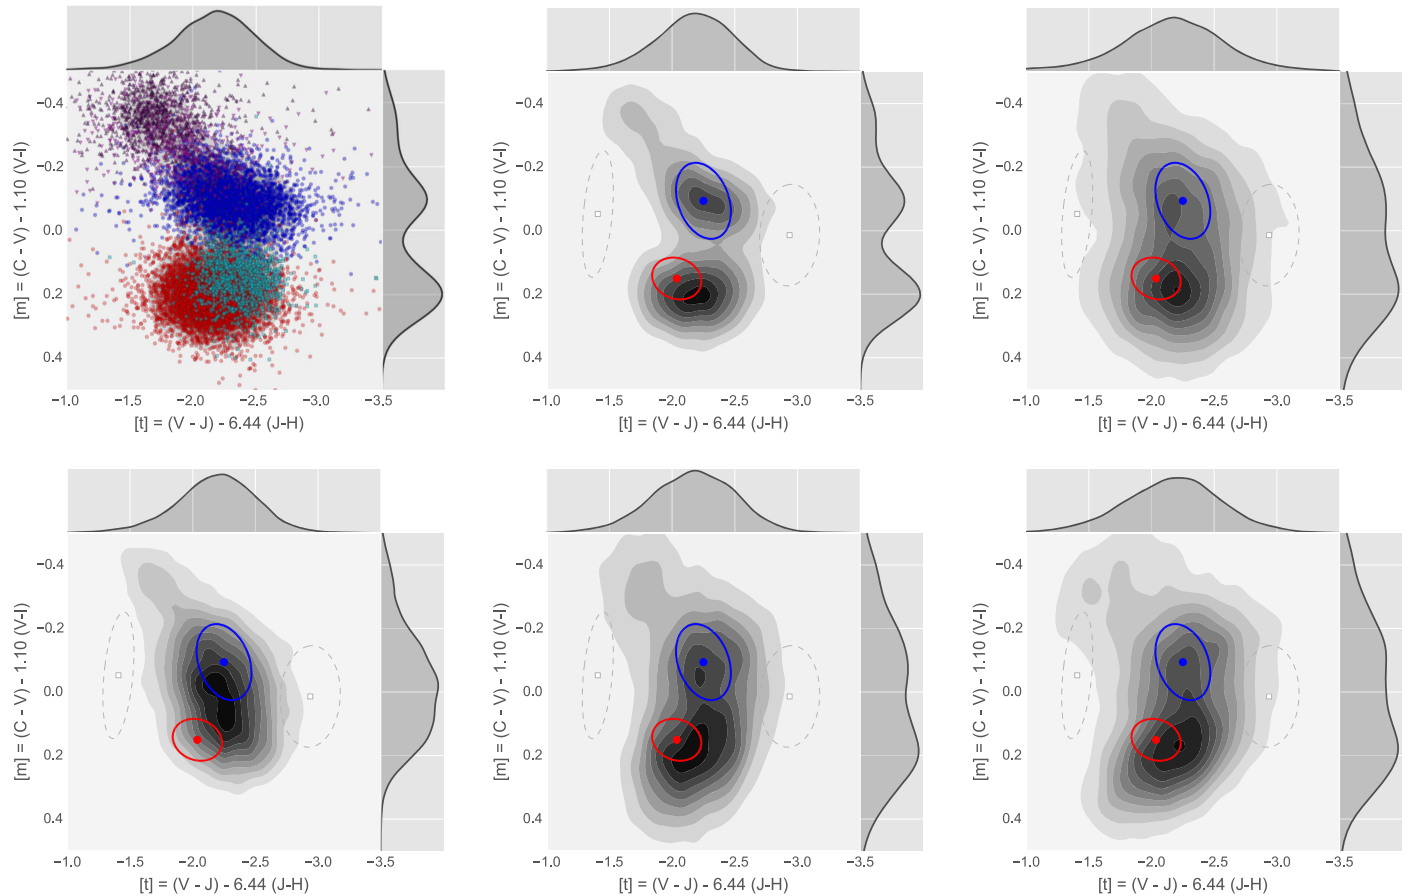 −0.4
−0.2
0.0
0.2
0.4
[m] = (C - V) - 1.10 (V-I)
−1.0 −1.5 −2.0 −2.5 −3.0 −3.5
[t] = (V - J) - 6.44 (J-H)
−0.4
−0.2
0.0
0.2
0.4
[m] = (C - V) - 1.10 (V-I)
−1.0 −1.5 −2.0 −2.5 −3.0 −3.5
[t] = (V - J) - 6.44 (J-H)
−0.4
−0.2
0.0
0.2
0.4
[m] = (C - V) - 1.10 (V-I)
−1.0 −1.5 −2.0 −2.5 −3.0 −3.5
[t] = (V - J) - 6.44 (J-H)
−0.4
−0.2
0.0
0.2
0.4
[m] = (C - V) - 1.10 (V-I)
−1.0 −1.5 −2.0 −2.5 −3.0 −3.5
[t] = (V - J) - 6.44 (J-H)
−0.4
−0.2
0.0
0.2
0.4
[m] = (C - V) - 1.10 (V-I)
−1.0 −1.5 −2.0 −2.5 −3.0 −3.5
[t] = (V - J) - 6.44 (J-H)
−0.4
−0.2
0.0
0.2
0.4
[m] = (C - V) - 1.10 (V-I)
−1.0 −1.5 −2.0 −2.5 −3.0 −3.5
[t] = (V - J) - 6.44 (J-H)